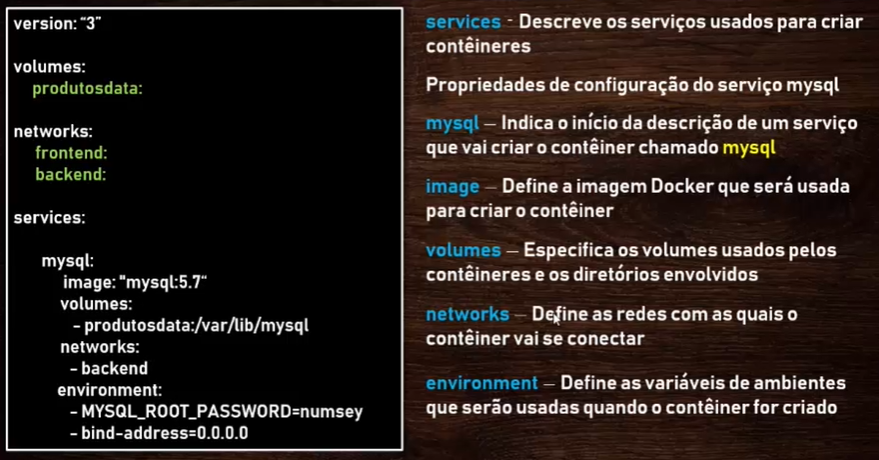 version: “3”
volumes:
produtosdata:
networks:
frontend:
backend:
services:
mysql:
image: "mysql:5.7“
volumes:
- produtosdata:/var/lib/mysql
networks:
- backend
environment:
- MYSQL_ROOT_PASSWORD=numsey
- bind-address=0.0.0.0
services - Descreve os serviços usados para criar
contêineres
Propriedades de configuração do serviço mysql
mysql – Indica o início da descrição de um serviço
que vai criar o contêiner chamado mysql
image – Define a imagem Docker que será usada
para criar o contêiner
volumes – Especifica os volumes usados pelos
contêineres e os diretórios envolvidos
networks – Define as redes com as quais o
contêiner vai se conectar
environment – Define as variáveis de ambientes
que serão usadas quando o contêiner for criado